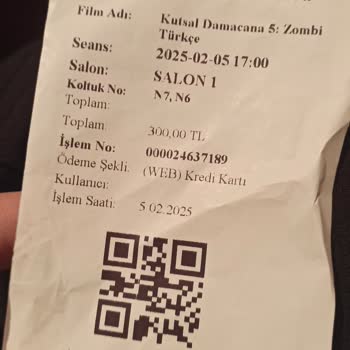 Film Adı: Kutsal Damacana 5: Zombi
Türkçe
Seans: 2025-02-05 17:00
Salon: SALON 1
Koltuk No: N7, N6
Toplam:
Toplam: 300,00 TL
İşlem No: 000024637189
Ödeme Şekli: (WEB) Kredi Kartı
Kullanıcı:
İşlem Saati: 5.02.2025